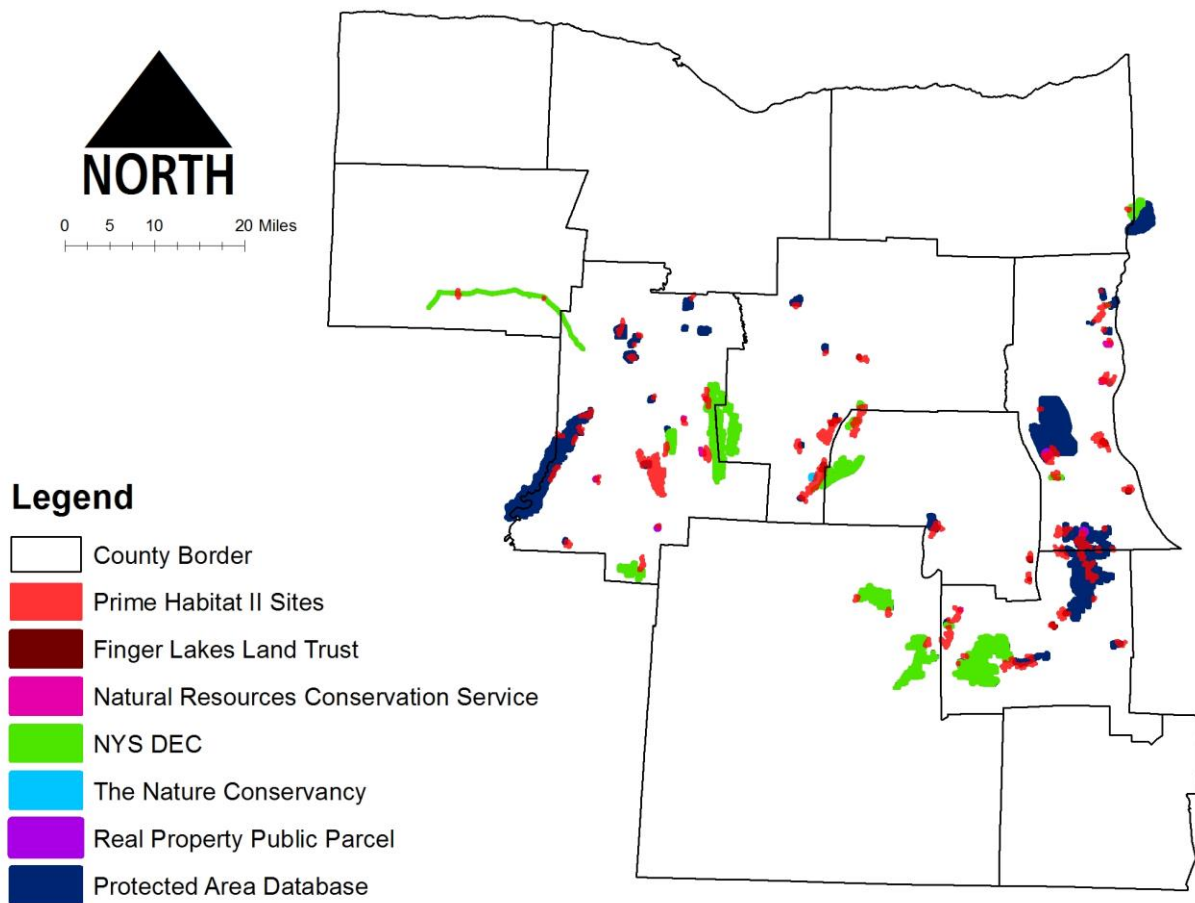 NORTH
0 5 10 20 Miles
Legend
County Border
Prime Habitat II Sites
Finger Lakes Land Trust
Natural Resources Conservation Service
NYS DEC
The Nature Conservancy
Real Property Public Parcel
Protected Area Database